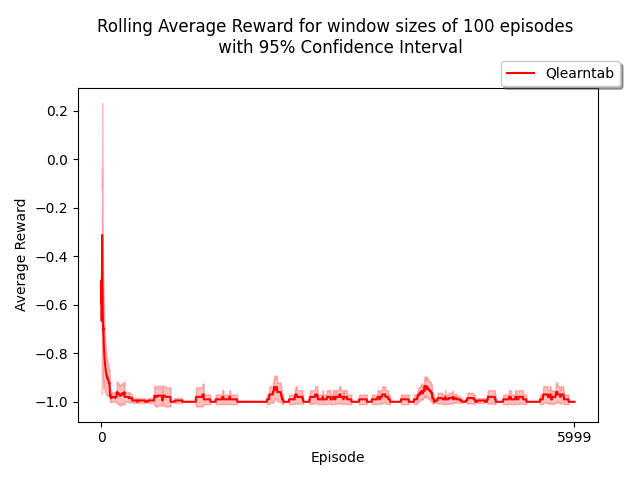 Rolling Average Reward for window sizes of 100 episodes
with 95% Confidence Interval
Qlearntab
0.2
0.0
−0.2
−0.4
−0.6
−0.8
−1.0
Average Reward
0
5999
Episode